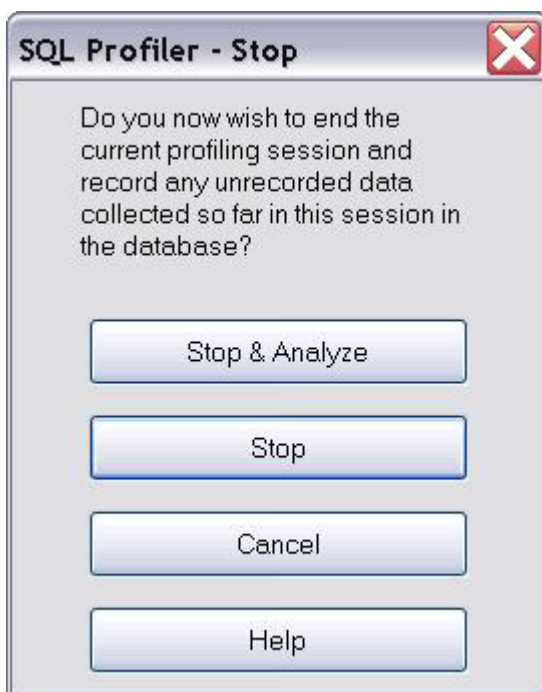 SQL Profiler - Stop
Do you now wish to end the
current profiling session and
record any unrecorded data
collected so far in this session in
the database?
Stop & Analyze
Stop
Cancel
Help